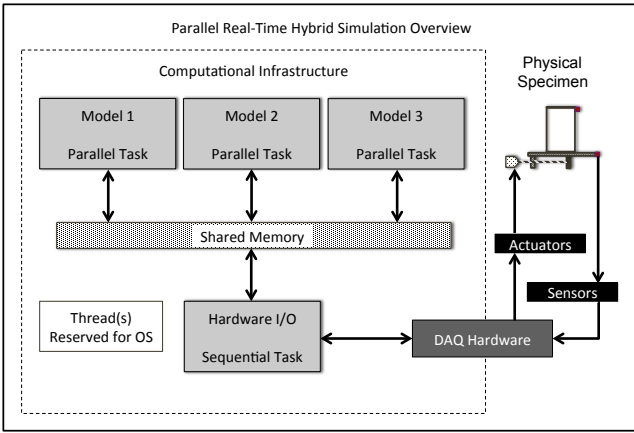 Parallel Real-Time Hybrid Simulation Overview
Computational Infrastructure
Physical
Specimen
Model 1
Parallel Task
Model 2
Parallel Task
Model 3
Parallel Task
Shared Memory
Actuators
Sensors
Thread(s)
Reserved for OS
Hardware I/O
Sequential Task
DAQ Hardware